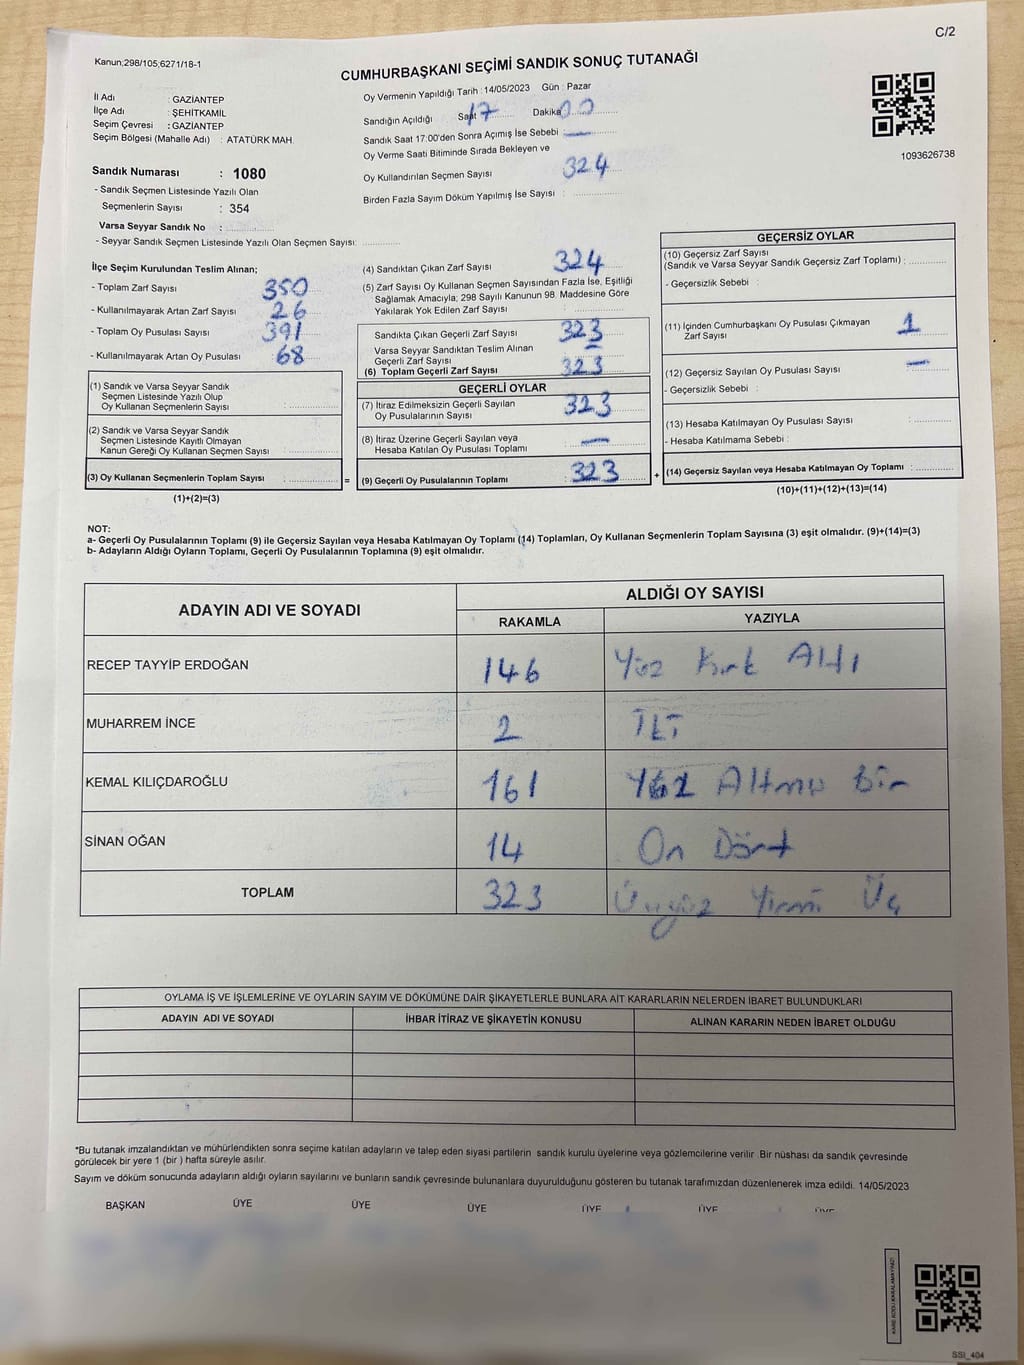 C/2
Kanun;298/105;6271/18-1
CUMHURBAŞKANI SEÇİMİ SANDIK SONUÇ TUTANAĞI
İl Adı : GAZİANTEP
İlçe Adı : ŞEHİTKAMİL
Seçim Çevresi : GAZİANTEP
Seçim Bölgesi (Mahalle Adı) : ATATÜRK MAH.
Sandık Numarası : 1080
- Sandık Seçmen Listesinde Yazılı Olan
Seçmenlerin Sayısı : 354
Varsa Seyyar Sandık No :
- Seyyar Sandık Seçmen Listesinde Yazılı Olan Seçmen Sayısı:
Oy Vermenin Yapıldığı Tarih : 14/05/2023 Gün : Pazar
Sandığın Açıldığı Saat 17 Dakika 00
Sandık Saat 17:00'den Sonra Açımış İse Sebebi —
Oy Verme Saati Bitiminde Sırada Bekleyen ve
Oy Kullandırılan Seçmen Sayısı 324
Birden Fazla Sayım Döküm Yapılmış İse Sayısı :
1093626738
İlçe Seçim Kurulundan Teslim Alınan;
- Toplam Zarf Sayısı 350
- Kullanılmayarak Artan Zarf Sayısı 26
- Toplam Oy Pusulası Sayısı 391
- Kullanılmayarak Artan Oy Pusulası 68
(1) Sandık ve Varsa Seyyar Sandık
Seçmen Listesinde Yazılı Olup
Oy Kullanan Seçmenlerin Sayısı :
(2) Sandık ve Varsa Seyyar Sandık
Seçmen Listesinde Kayıtlı Olmayan
Kanun Gereği Oy Kullanan Seçmen Sayısı :
(3) Oy Kullanan Seçmenlerin Toplam Sayısı : =
(1)+(2)=(3)
(4) Sandıktan Çıkan Zarf Sayısı 324
(5) Zarf Sayısı Oy Kullanan Seçmen Sayısından Fazla İse, Eşitliği
Sağlamak Amacıyla; 298 Sayılı Kanunun 98. Maddesine Göre
Yakılarak Yok Edilen Zarf Sayısı :
Sandıkta Çıkan Geçerli Zarf Sayısı 323
Varsa Seyyar Sandıktan Teslim Alınan
Geçerli Zarf Sayısı —
(6) Toplam Geçerli Zarf Sayısı 323
GEÇERLİ OYLAR
(7) İtiraz Edilmeksizin Geçerli Sayılan
Oy Pusulalarının Sayısı 323
(8) İtiraz Üzerine Geçerli Sayılan veya
Hesaba Katılan Oy Pusulası Toplamı : —
(9) Geçerli Oy Pusulalarının Toplamı : 323 +
GEÇERSİZ OYLAR
(10) Geçersiz Zarf Sayısı
(Sandık ve Varsa Seyyar Sandık Geçersiz Zarf Toplamı) :
- Geçersizlik Sebebi :
(11) İçinden Cumhurbaşkanı Oy Pusulası Çıkmayan
Zarf Sayısı 1
(12) Geçersiz Sayılan Oy Pusulası Sayısı —
- Geçersizlik Sebebi :
(13) Hesaba Katılmayan Oy Pusulası Sayısı :
- Hesaba Katılmama Sebebi :
(14) Geçersiz Sayılan veya Hesaba Katılmayan Oy Toplamı :
(10)+(11)+(12)+(13)=(14)
NOT:
a- Geçerli Oy Pusulalarının Toplamı (9) ile Geçersiz Sayılan veya Hesaba Katılmayan Oy Toplamı (14) Toplamları, Oy Kullanan Seçmenlerin Toplam Sayısına (3) eşit olmalıdır. (9)+(14)=(3)
b- Adayların Aldığı Oyların Toplamı, Geçerli Oy Pusulalarının Toplamına (9) eşit olmalıdır.
ADAYIN ADI VE SOYADI
ALDIĞI OY SAYISI
RAKAMLA YAZIYLA
RECEP TAYYİP ERDOĞAN 146 Yüz Kırk Altı
MUHARREM İNCE 2 İki
KEMAL KILIÇDAROĞLU 161 Yüz Altmış Bir
SİNAN OĞAN 14 On Dört
TOPLAM 323 Üçyüz Yirmi Üç
OYLAMA İŞ VE İŞLEMLERİNE VE OYLARIN SAYIM VE DÖKÜMÜNE DAİR ŞİKAYETLERLE BUNLARA AİT KARARLARIN NELERDEN İBARET BULUNDUKLARI
ADAYIN ADI VE SOYADI İHBAR İTİRAZ VE ŞİKAYETİN KONUSU ALINAN KARARIN NEDEN İBARET OLDUĞU
*Bu tutanak imzalandıktan ve mühürlendikten sonra seçime katılan adayların ve talep eden siyasi partilerin sandık kurulu üyelerine veya gözlemcilerine verilir. Bir nüshası da sandık çevresinde
görülecek bir yere 1 (bir ) hafta süreyle asılır.
Sayım ve döküm sonucunda adayların aldığı oyların sayılarını ve bunların sandık çevresinde bulunanlara duyurulduğunu gösteren bu tutanak tarafımızdan düzenlenerek imza edildi. 14/05/2023
BAŞKAN ÜYE ÜYE ÜYE ÜYE ÜYE ÜYE
KARE KODU KARALAMAYINIZ!
SSI_404